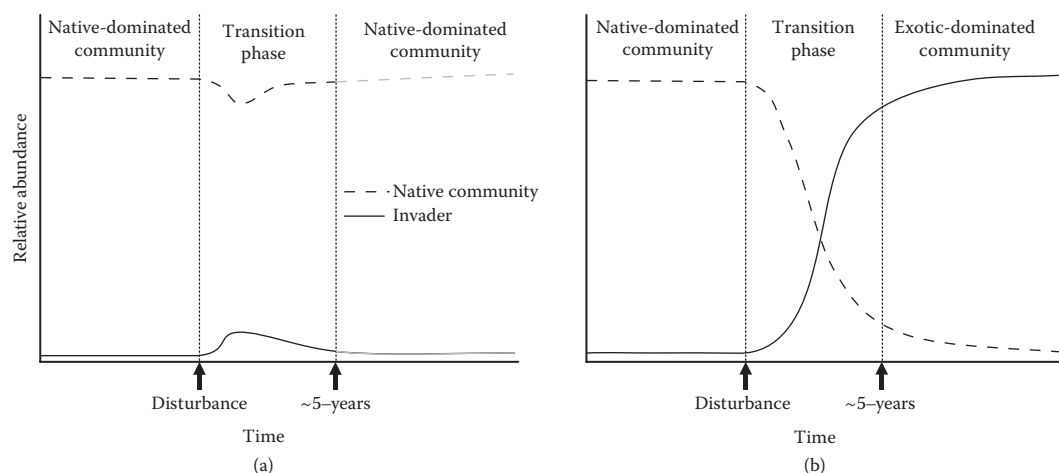 Native-dominated
community
Transition
phase
Native-dominated
community
Relative abundance
Native community
Invader
Disturbance
~5–years
Time
(a)
Native-dominated
community
Transition
phase
Exotic-dominated
community
Disturbance
~5–years
Time
(b)